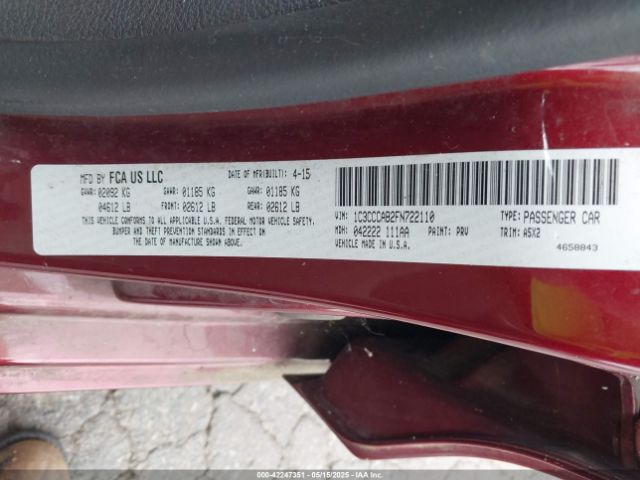 MFD BY FCA US LLC DATE OF MFR(BUILT): 4-15
GVWR: 02092 KG GAWR: 01185 KG GAWR: 01185 KG
04612 LB FRONT: 02612 LB REAR: 02612 LB
THIS VEHICLE CONFORMS TO ALL APPLICABLE U.S.A. FEDERAL MOTOR VEHICLE SAFETY,
BUMPER AND THEFT PREVENTION STANDARDS IN EFFECT ON
THE DATE OF MANUFACTURE SHOWN ABOVE.
VIN: 1C3CCCAB2FN722110 TYPE: PASSENGER CAR
MDH: 042222 111AA PAINT: PRV TRIM: A5X2
VEHICLE MADE IN U.S.A. 4658843
000-42247351 - 05/15/2025 - IAAI.COM